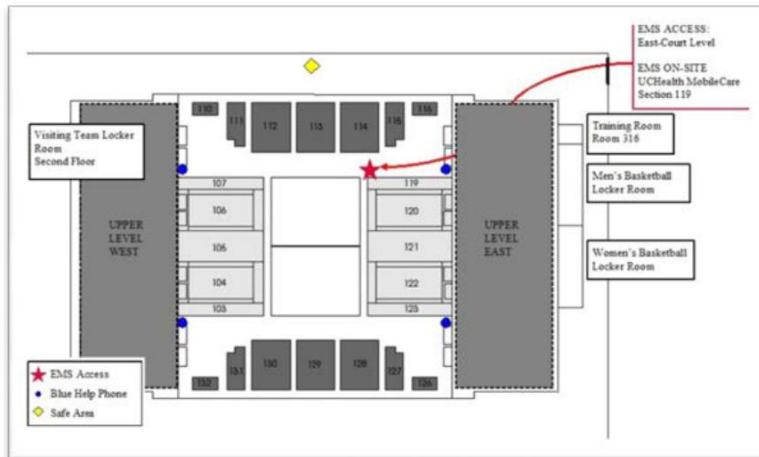 EMS ACCESS:
East-Court Level
EMS ON-SITE
UCHealth MobileCare
Section 119
110
111
112
113
114
115
116
Visiting Team Locker
Room
Second Floor
Training Room
Room 316
Men's Basketball
Locker Room
Women's Basketball
Locker Room
107
106
105
104
103
119
120
121
122
123
UPPER
LEVEL
WEST
UPPER
LEVEL
EAST
132
131
130
129
128
127
126
EMS Access
Blue Help Phone
Safe Area